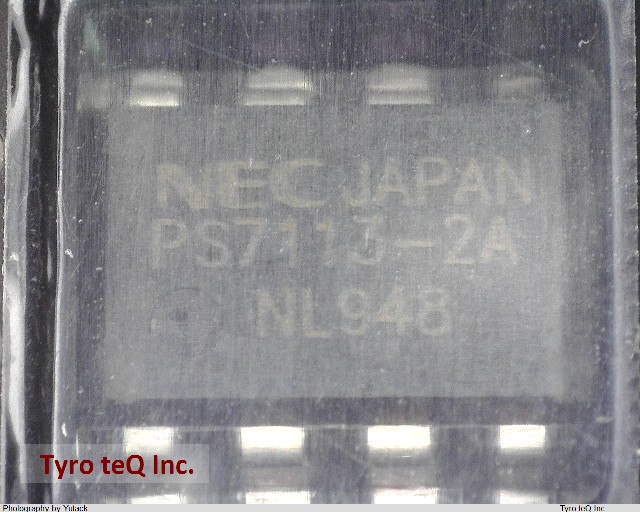 NEC JAPAN
PS7113-2A
NL948
Tyro teQ Inc.
Photography by Yutack
Tyro teQ Inc